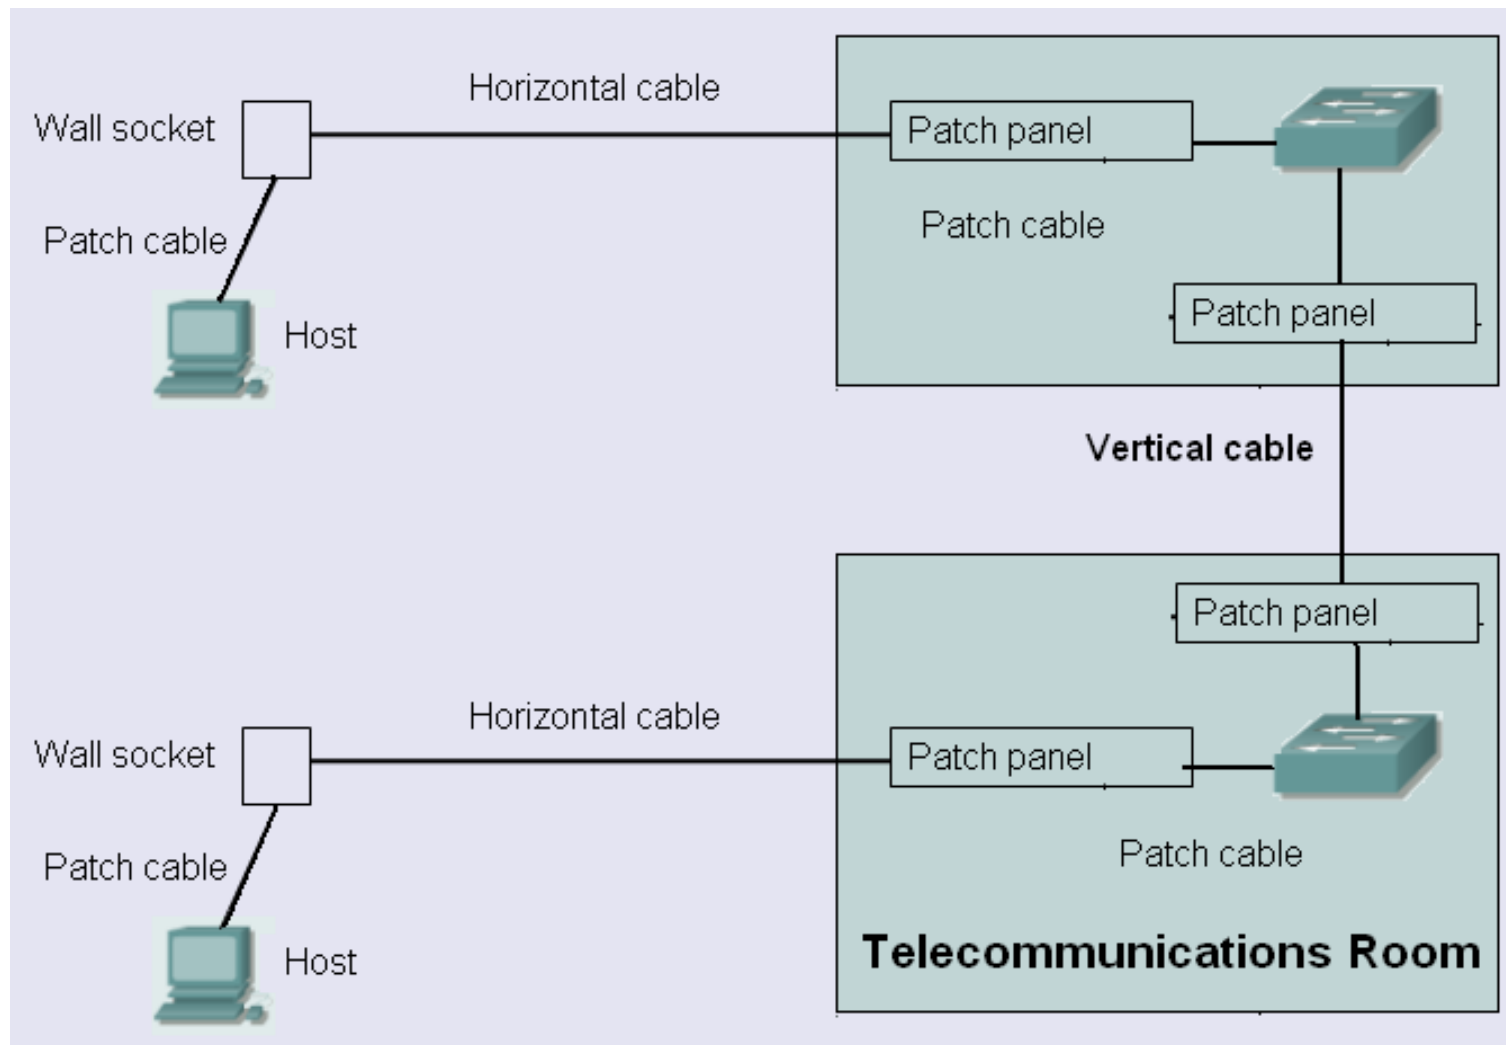 Horizontal cable
Wall socket
Patch panel
Patch cable
Patch cable
Host
Patch panel
Vertical cable
Patch panel
Horizontal cable
Wall socket
Patch panel
Patch cable
Patch cable
Host
Telecommunications Room